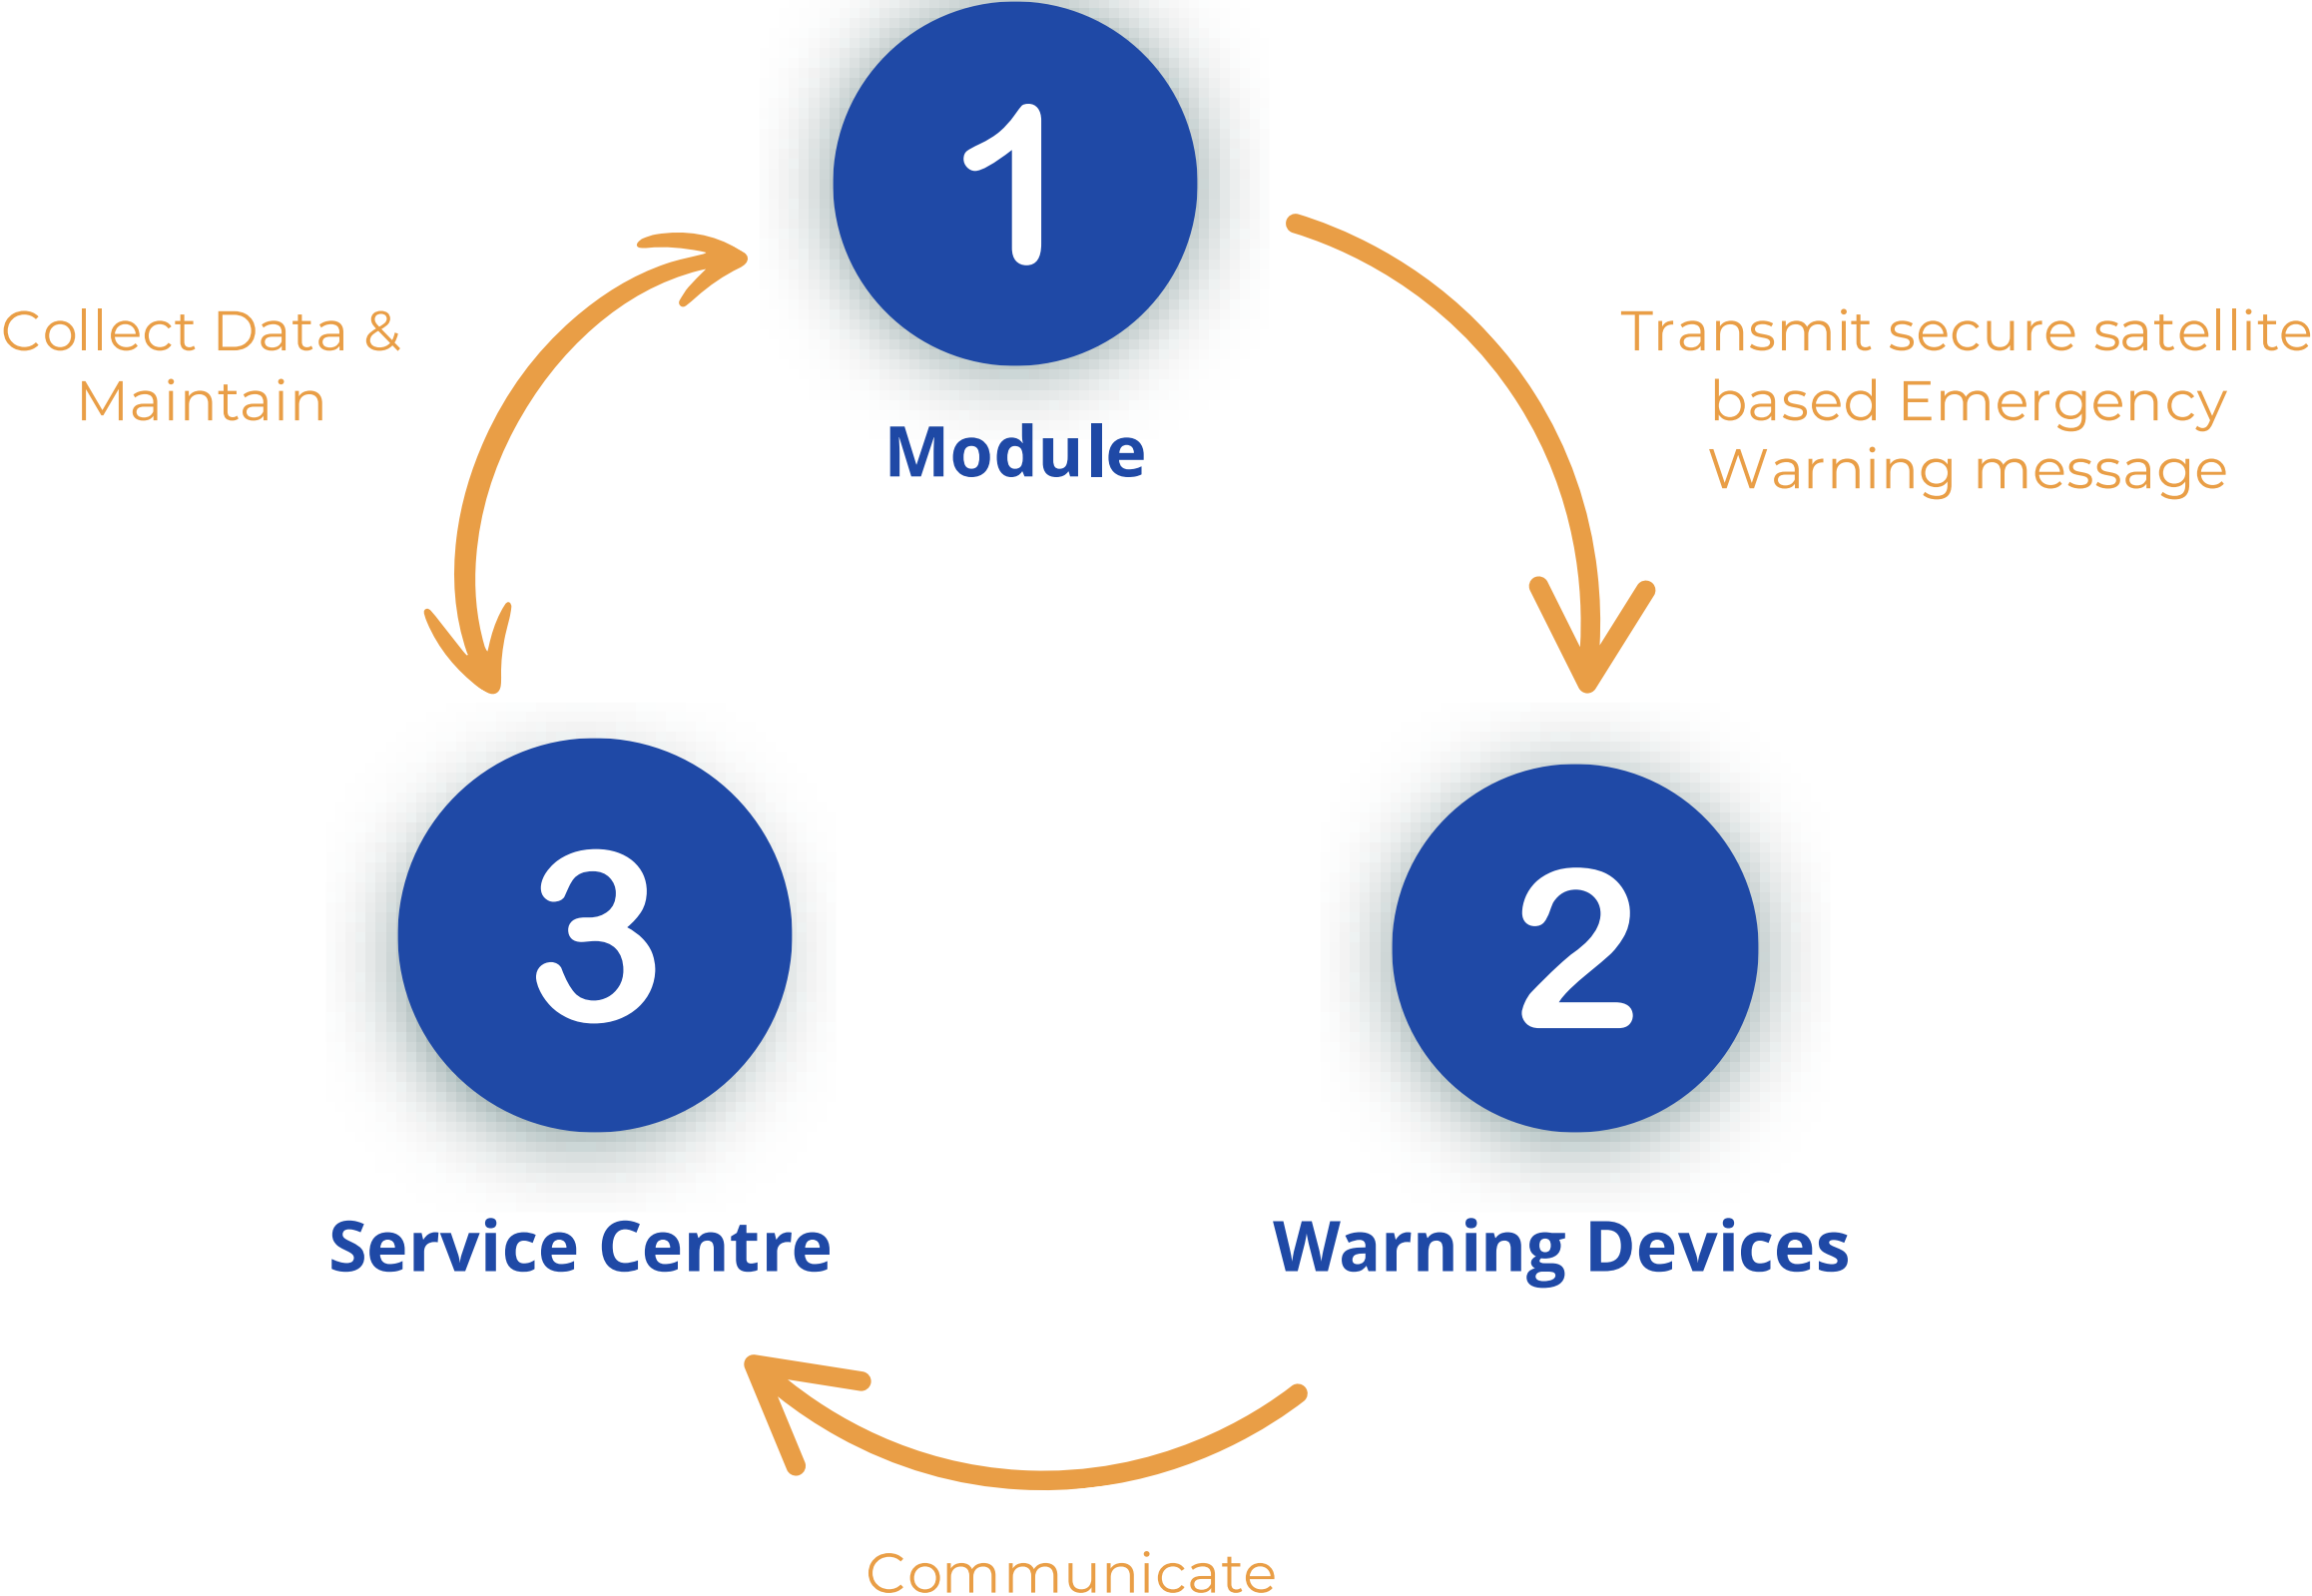 1
Module
Collect Data &
Maintain
Transmit secure satellite
based Emergency
Warning message
3
Service Centre
2
Warning Devices
Communicate